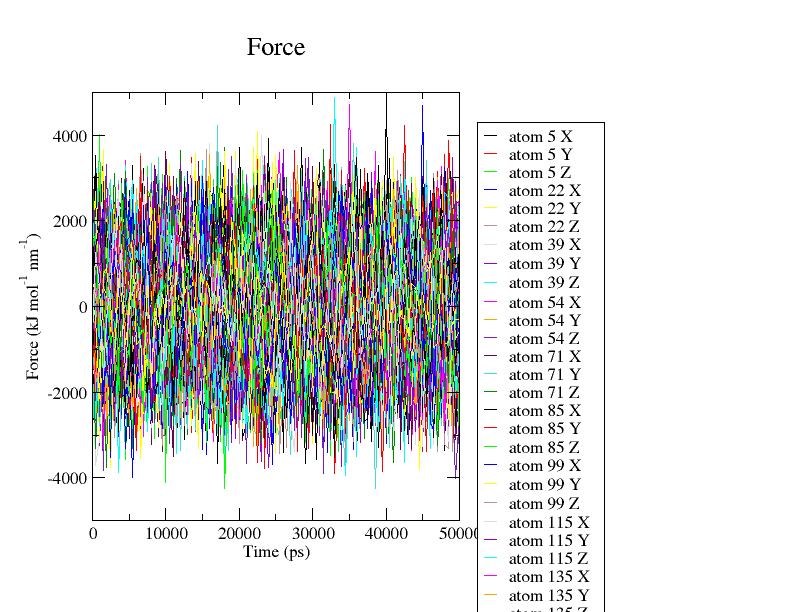 Force
4000
2000
0
-2000
-4000
Force (kJ mol⁻¹ nm⁻¹)
0 10000 20000 30000 40000 50000
Time (ps)
atom 5 X
atom 5 Y
atom 5 Z
atom 22 X
atom 22 Y
atom 22 Z
atom 39 X
atom 39 Y
atom 39 Z
atom 54 X
atom 54 Y
atom 54 Z
atom 71 X
atom 71 Y
atom 71 Z
atom 85 X
atom 85 Y
atom 85 Z
atom 99 X
atom 99 Y
atom 99 Z
atom 115 X
atom 115 Y
atom 115 Z
atom 135 X
atom 135 Y
atom 135 Z